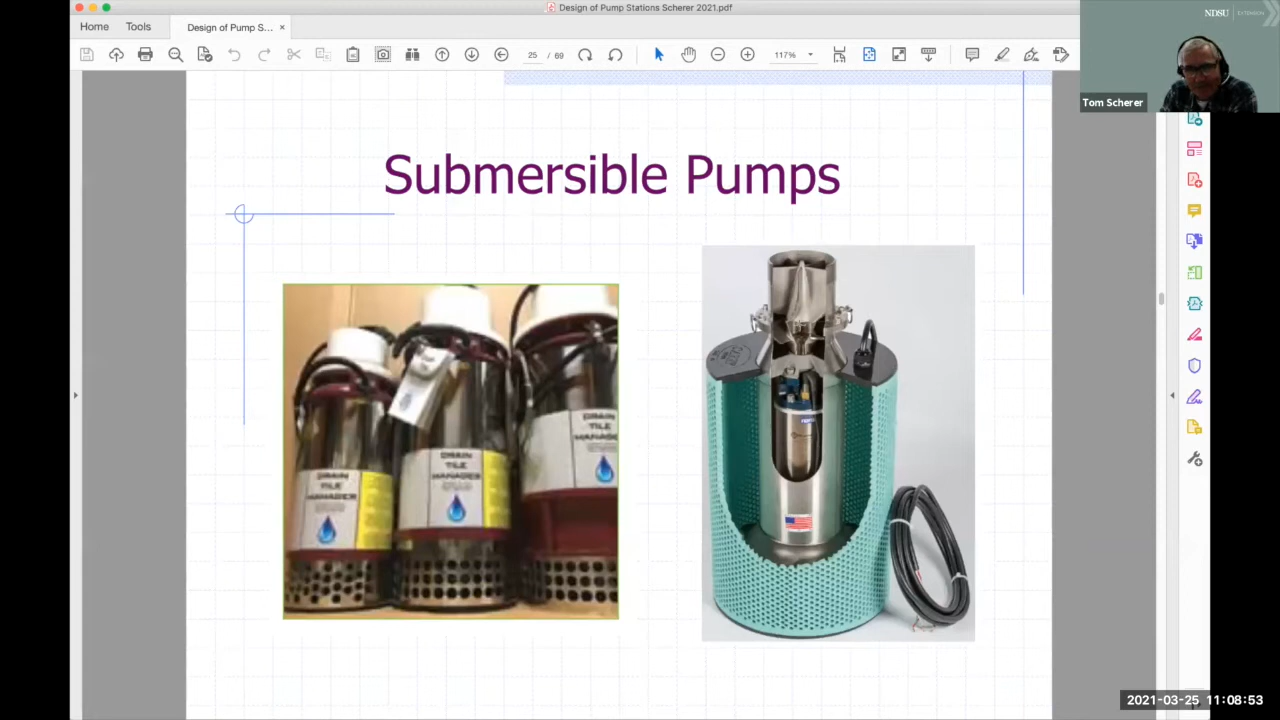 Design of Pump Stations Scherer 2021.pdf
NDSU EXTENSION
Home Tools Design of Pump S... ×
25 / 69 117%
Tom Scherer
Submersible Pumps
DRAIN
TILE
MANAGER
DRAIN
TILE
MANAGER
DRAIN
TILE
MANAGER
2021-03-25 11:08:53